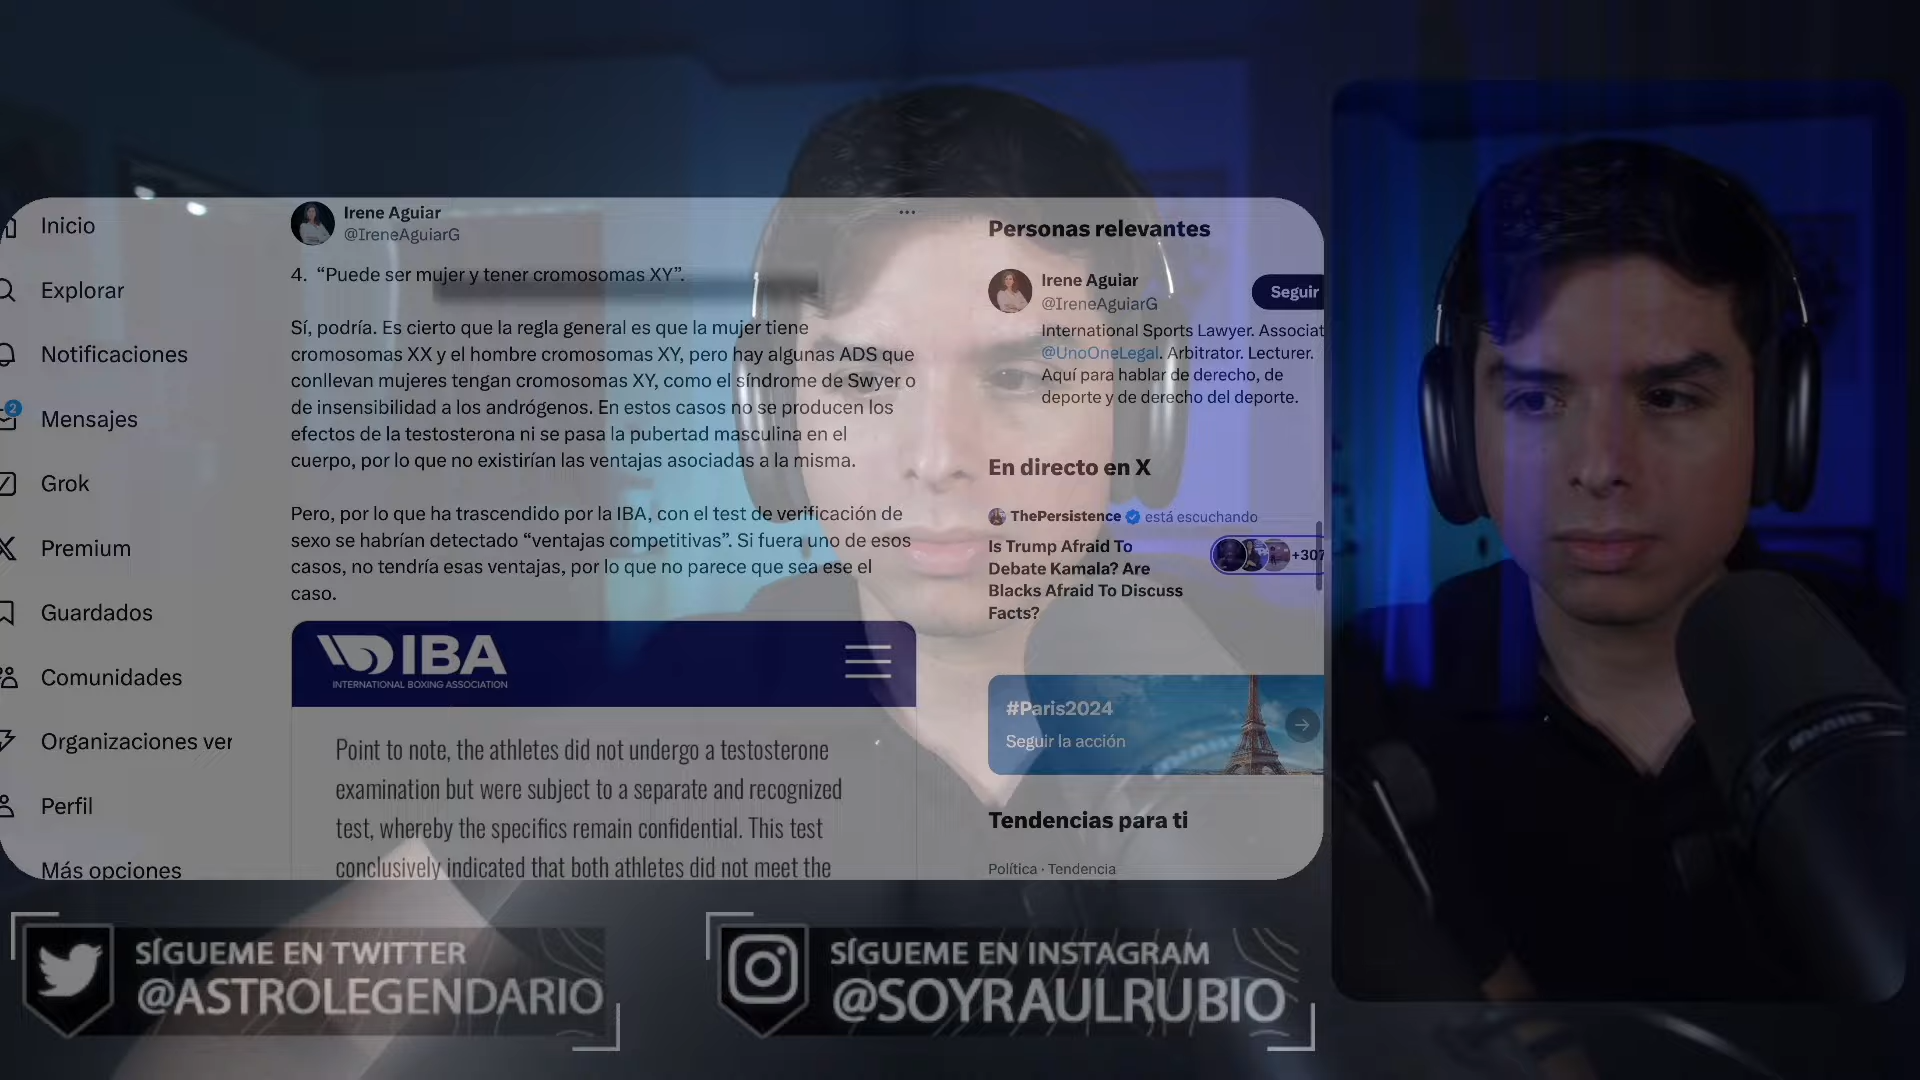 Inicio
Explorar
Notificaciones
2
Mensajes
Grok
Premium
Guardados
Comunidades
Organizaciones ver
Perfil
Más opciones
Irene Aguiar
@IreneAguiarG
4. “Puede ser mujer y tener cromosomas XY”.
Sí, podría. Es cierto que la regla general es que la mujer tiene
cromosomas XX y el hombre cromosomas XY, pero hay algunas ADS que
conllevan mujeres tengan cromosomas XY, como el síndrome de Swyer o
de insensibilidad a los andrógenos. En estos casos no se producen los
efectos de la testosterona ni se pasa la pubertad masculina en el
cuerpo, por lo que no existirían las ventajas asociadas a la misma.
Pero, por lo que ha trascendido por la IBA, con el test de verificación de
sexo se habrían detectado “ventajas competitivas”. Si fuera uno de esos
casos, no tendría esas ventajas, por lo que no parece que sea ese el
caso.
IBA
INTERNATIONAL BOXING ASSOCIATION
Point to note, the athletes did not undergo a testosterone
examination but were subject to a separate and recognized
test, whereby the specifics remain confidential. This test
conclusively indicated that both athletes did not meet the
Personas relevantes
Irene Aguiar
@IreneAguiarG
Seguir
International Sports Lawyer. Associat
@UnoOneLegal. Arbitrator. Lecturer.
Aquí para hablar de derecho, de
deporte y de derecho del deporte.
En directo en X
ThePersistence está escuchando
Is Trump Afraid To
Debate Kamala? Are
Blacks Afraid To Discuss
Facts?
+307
#Paris2024
Seguir la acción
Tendencias para ti
Política · Tendencia
SÍGUEME EN TWITTER
@ASTROLEGENDARIO
SÍGUEME EN INSTAGRAM
@SOYRAULRUBIO